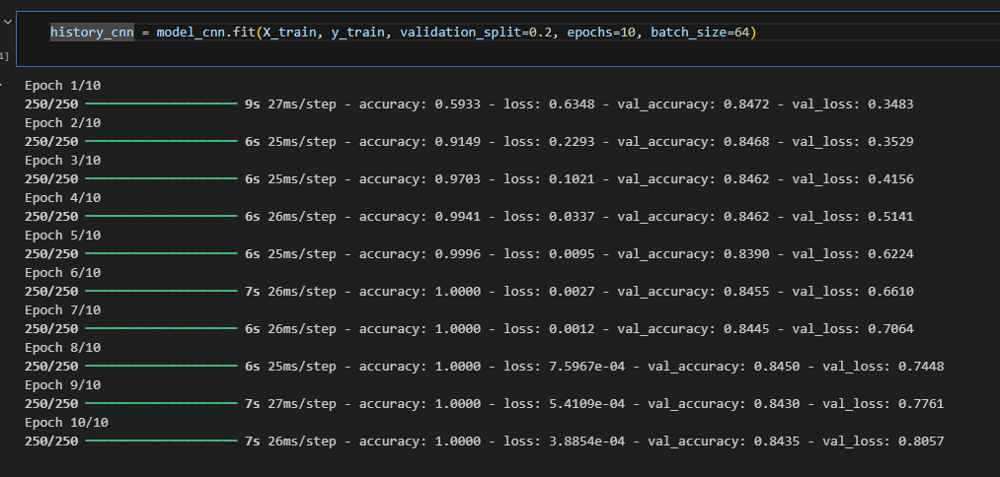 history_cnn = model_cnn.fit(X_train, y_train, validation_split=0.2, epochs=10, batch_size=64)
1]
Epoch 1/10
250/250 ━━━━━━━━━━━━━━━━━━━━ 9s 27ms/step - accuracy: 0.5933 - loss: 0.6348 - val_accuracy: 0.8472 - val_loss: 0.3483
Epoch 2/10
250/250 ━━━━━━━━━━━━━━━━━━━━ 6s 25ms/step - accuracy: 0.9149 - loss: 0.2293 - val_accuracy: 0.8468 - val_loss: 0.3529
Epoch 3/10
250/250 ━━━━━━━━━━━━━━━━━━━━ 6s 25ms/step - accuracy: 0.9703 - loss: 0.1021 - val_accuracy: 0.8462 - val_loss: 0.4156
Epoch 4/10
250/250 ━━━━━━━━━━━━━━━━━━━━ 6s 26ms/step - accuracy: 0.9941 - loss: 0.0337 - val_accuracy: 0.8462 - val_loss: 0.5141
Epoch 5/10
250/250 ━━━━━━━━━━━━━━━━━━━━ 6s 25ms/step - accuracy: 0.9996 - loss: 0.0095 - val_accuracy: 0.8390 - val_loss: 0.6224
Epoch 6/10
250/250 ━━━━━━━━━━━━━━━━━━━━ 7s 26ms/step - accuracy: 1.0000 - loss: 0.0027 - val_accuracy: 0.8455 - val_loss: 0.6610
Epoch 7/10
250/250 ━━━━━━━━━━━━━━━━━━━━ 6s 26ms/step - accuracy: 1.0000 - loss: 0.0012 - val_accuracy: 0.8445 - val_loss: 0.7064
Epoch 8/10
250/250 ━━━━━━━━━━━━━━━━━━━━ 6s 25ms/step - accuracy: 1.0000 - loss: 7.5967e-04 - val_accuracy: 0.8450 - val_loss: 0.7448
Epoch 9/10
250/250 ━━━━━━━━━━━━━━━━━━━━ 7s 27ms/step - accuracy: 1.0000 - loss: 5.4109e-04 - val_accuracy: 0.8430 - val_loss: 0.7761
Epoch 10/10
250/250 ━━━━━━━━━━━━━━━━━━━━ 7s 26ms/step - accuracy: 1.0000 - loss: 3.8854e-04 - val_accuracy: 0.8435 - val_loss: 0.8057